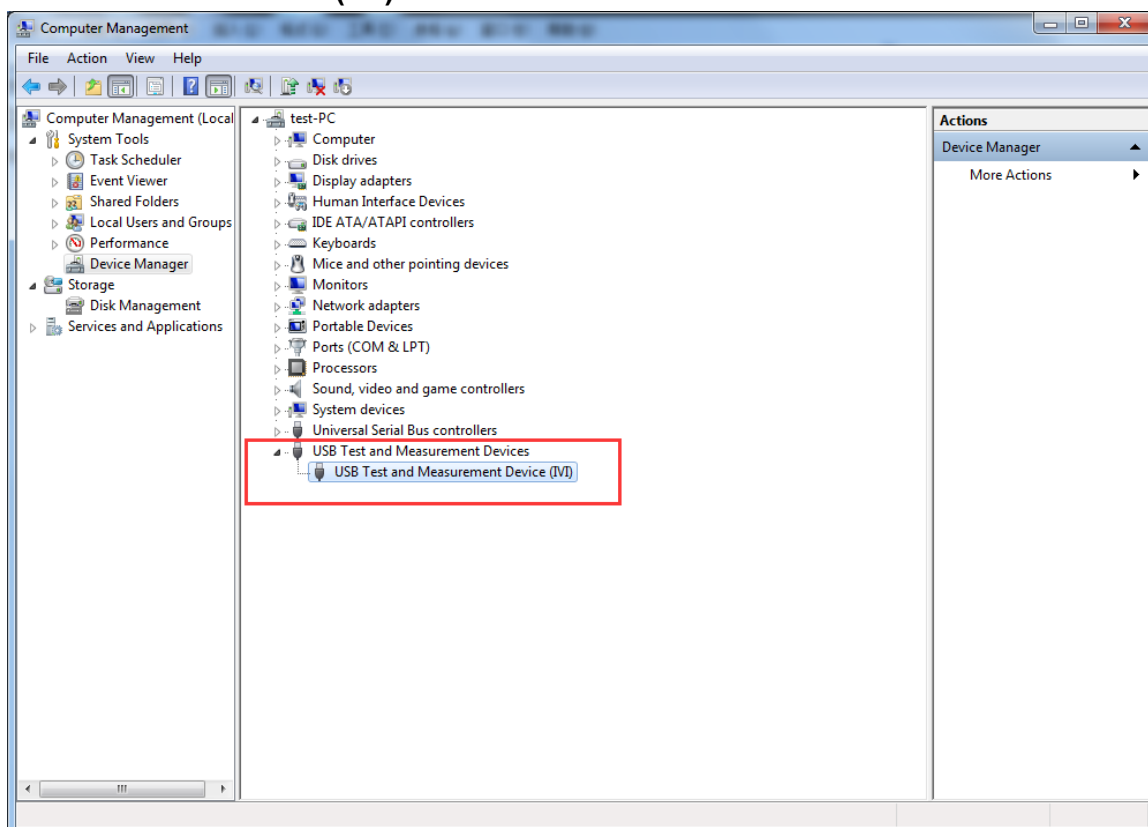 Computer Management
File Action View Help
Computer Management (Local
System Tools
Task Scheduler
Event Viewer
Shared Folders
Local Users and Groups
Performance
Device Manager
Storage
Disk Management
Services and Applications
test-PC
Computer
Disk drives
Display adapters
Human Interface Devices
IDE ATA/ATAPI controllers
Keyboards
Mice and other pointing devices
Monitors
Network adapters
Portable Devices
Ports (COM & LPT)
Processors
Sound, video and game controllers
System devices
Universal Serial Bus controllers
USB Test and Measurement Devices
USB Test and Measurement Device (IVI)
Actions
Device Manager
More Actions